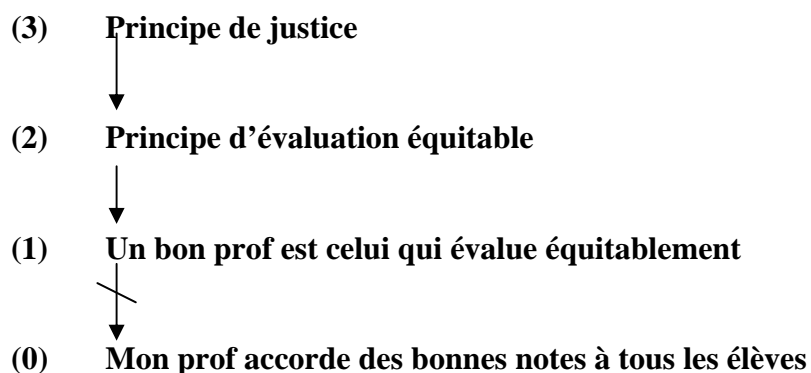 (3) Principe de justice
(2) Principe d’évaluation équitable
(1) Un bon prof est celui qui évalue équitablement
(0) Mon prof accorde des bonnes notes à tous les élèves